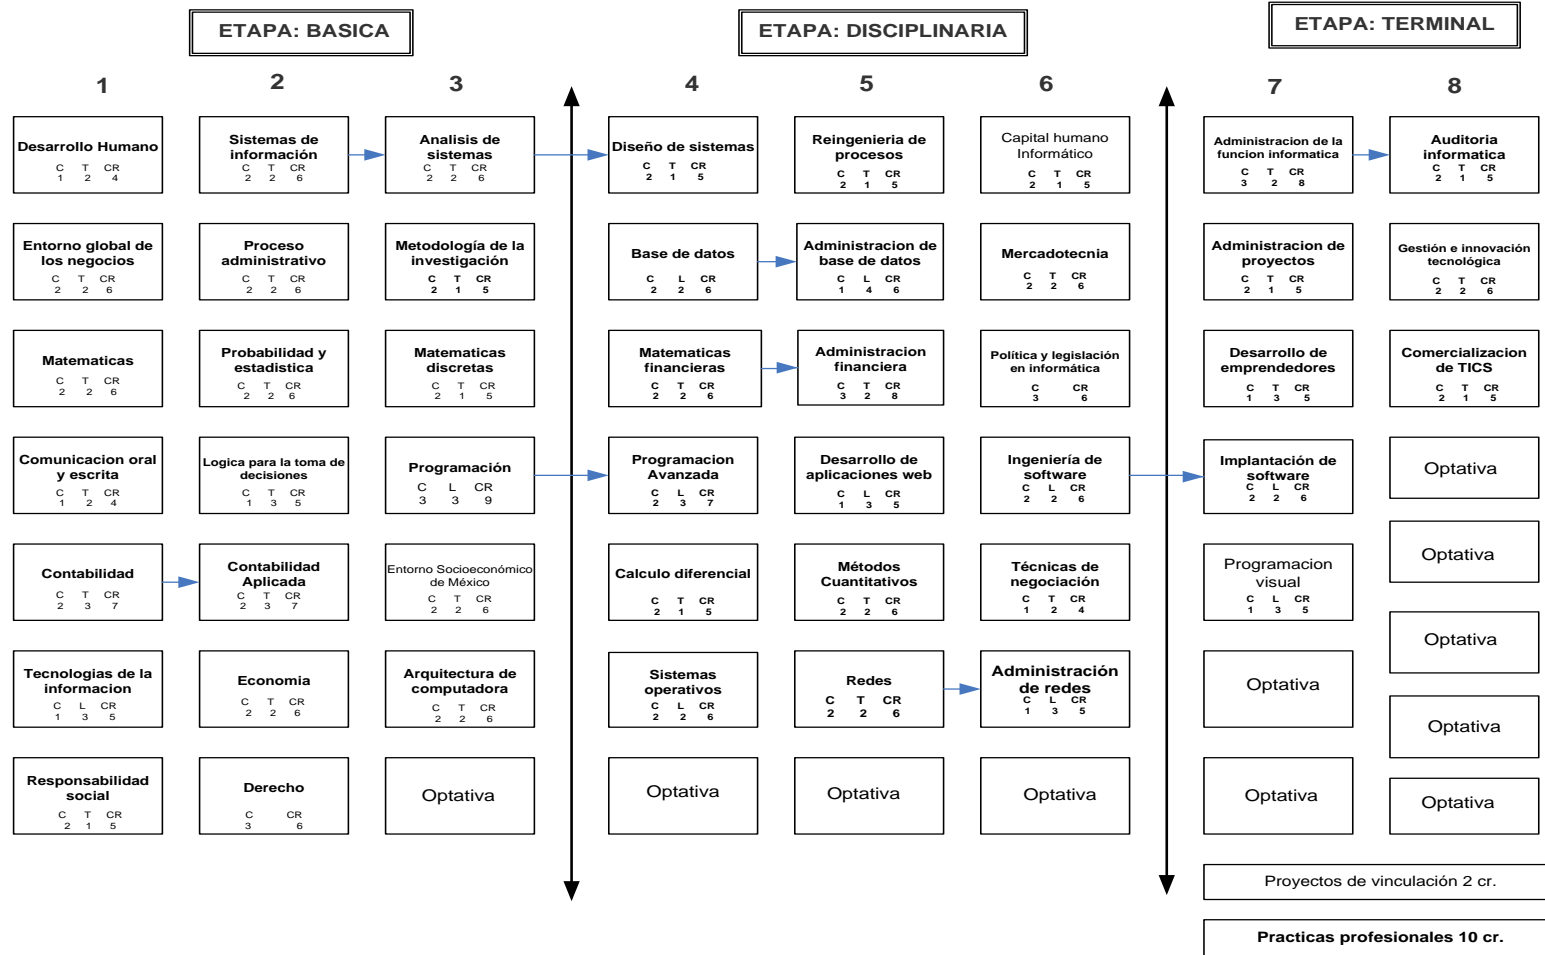 ETAPA: BASICA
ETAPA: DISCIPLINARIA
ETAPA: TERMINAL
1
2
3
4
5
6
7
8
Desarrollo Humano
C T CR
1 2 4
Sistemas de
información
C T CR
2 2 6
Analisis de
sistemas
C T CR
2 2 6
Diseño de sistemas
C T CR
2 1 5
Reingenieria de
procesos
C T CR
2 1 5
Capital humano
Informático
C T CR
2 1 5
Administracion de la
funcion informatica
C T CR
3 2 8
Auditoria
informatica
C T CR
2 1 5
Entorno global de
los negocios
C T CR
2 2 6
Proceso
administrativo
C T CR
2 2 6
Metodología de la
investigación
C T CR
2 1 5
Base de datos
C L CR
2 2 6
Administracion de
base de datos
C L CR
1 4 6
Mercadotecnia
C T CR
2 2 6
Administracion de
proyectos
C T CR
2 1 5
Gestión e innovación
tecnológica
C T CR
2 2 6
Matematicas
C T CR
2 2 6
Probabilidad y
estadistica
C T CR
2 2 6
Matematicas
discretas
C T CR
2 1 5
Matematicas
financieras
C T CR
2 2 6
Administracion
financiera
C T CR
3 2 8
Política y legislación
en informática
C CR
3 6
Desarrollo de
emprendedores
C T CR
1 3 5
Comercializacion
de TICS
C T CR
2 1 5
Comunicacion oral
y escrita
C T CR
1 2 4
Logica para la toma de
decisiones
C T CR
1 3 5
Programación
C L CR
3 3 9
Programacion
Avanzada
C L CR
2 3 7
Desarrollo de
aplicaciones web
C L CR
1 3 5
Ingeniería de
software
C L CR
2 2 6
Implantación de
software
C L CR
2 2 6
Optativa
Contabilidad
C T CR
2 3 7
Contabilidad
Aplicada
C T CR
2 3 7
Entorno Socioeconómico
de México
C T CR
2 2 6
Calculo diferencial
C T CR
2 1 5
Métodos
Cuantitativos
C T CR
2 2 6
Técnicas de
negociación
C T CR
1 2 4
Programacion
visual
C L CR
1 3 5
Optativa
Tecnologias de la
informacion
C L CR
1 3 5
Economia
C T CR
2 2 6
Arquitectura de
computadora
C T CR
2 2 6
Sistemas
operativos
C L CR
2 2 6
Redes
C T CR
2 2 6
Administración
de redes
C L CR
1 3 5
Optativa
Optativa
Optativa
Responsabilidad
social
C T CR
2 1 5
Derecho
C CR
3 6
Optativa
Optativa
Optativa
Optativa
Optativa
Optativa
Proyectos de vinculación 2 cr.
Practicas profesionales 10 cr.